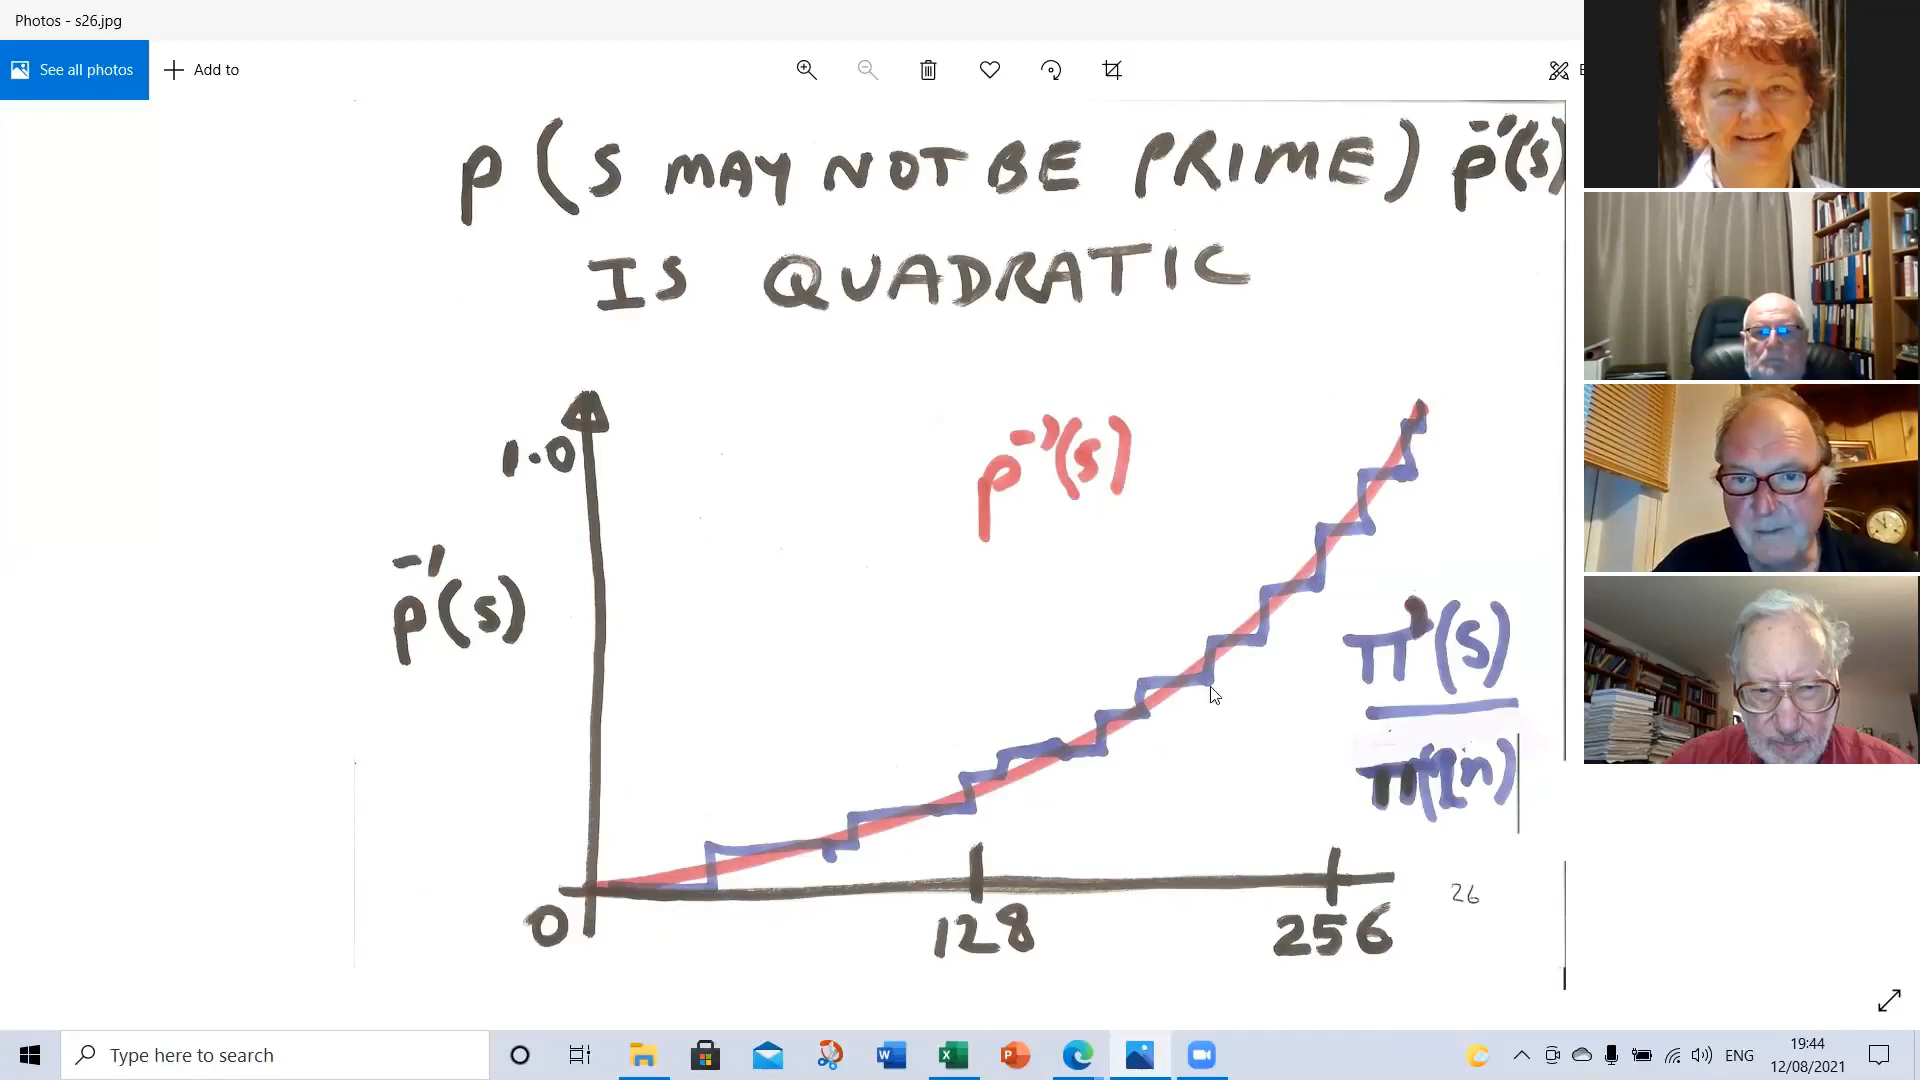 Photos - s26.jpg
See all photos
Add to
p (S MAY NOT BE PRIME) p̄'(s)
IS QUADRATIC
1.0
p̄'(s)
p̄'(s)
π'(s)
π(2n)
0
128
256
26
Type here to search
ENG
19:44
12/08/2021